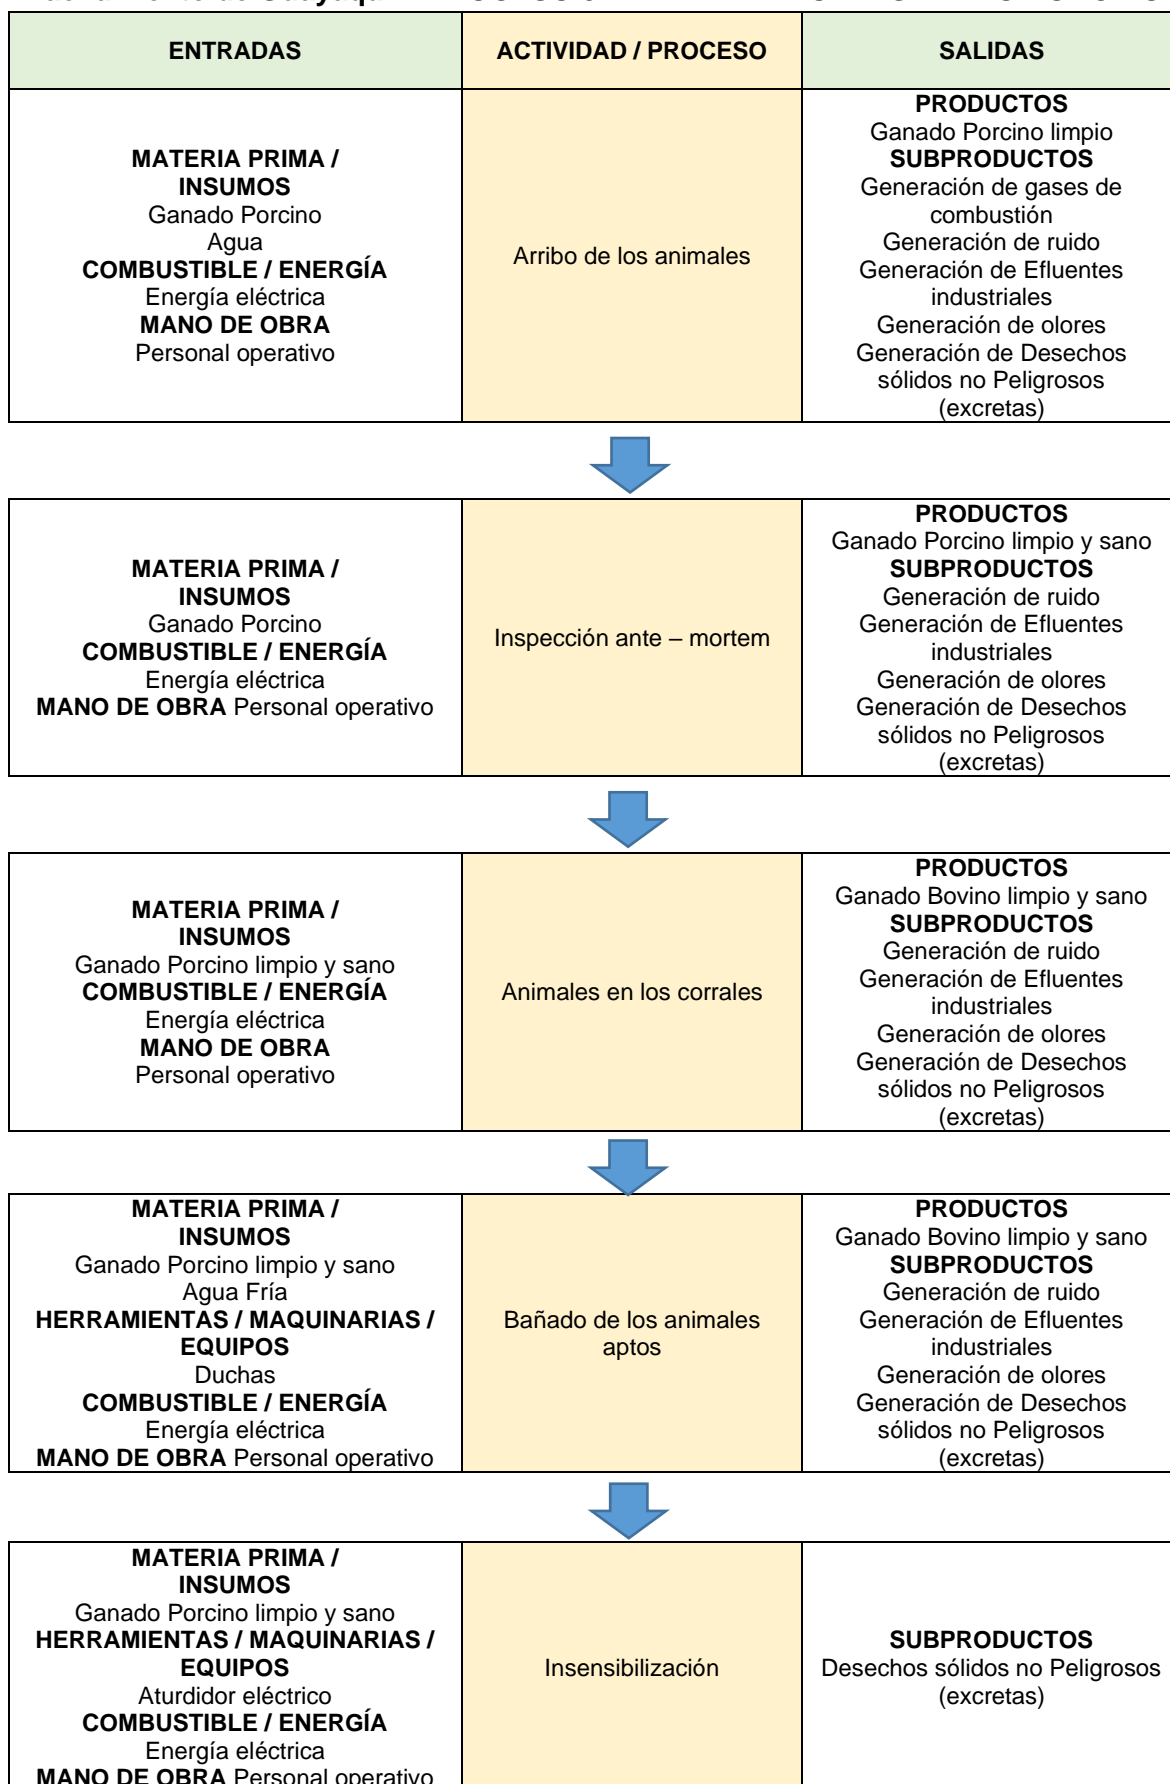 ENTRADAS
ACTIVIDAD / PROCESO
SALIDAS
MATERIA PRIMA /
INSUMOS
Ganado Porcino
Agua
COMBUSTIBLE / ENERGÍA
Energía eléctrica
MANO DE OBRA
Personal operativo
Arribo de los animales
PRODUCTOS
Ganado Porcino limpio
SUBPRODUCTOS
Generación de gases de
combustión
Generación de ruido
Generación de Efluentes
industriales
Generación de olores
Generación de Desechos
sólidos no Peligrosos
(excretas)
MATERIA PRIMA /
INSUMOS
Ganado Porcino
COMBUSTIBLE / ENERGÍA
Energía eléctrica
MANO DE OBRA Personal operativo
Inspección ante – mortem
PRODUCTOS
Ganado Porcino limpio y sano
SUBPRODUCTOS
Generación de ruido
Generación de Efluentes
industriales
Generación de olores
Generación de Desechos
sólidos no Peligrosos
(excretas)
MATERIA PRIMA /
INSUMOS
Ganado Porcino limpio y sano
COMBUSTIBLE / ENERGÍA
Energía eléctrica
MANO DE OBRA
Personal operativo
Animales en los corrales
PRODUCTOS
Ganado Bovino limpio y sano
SUBPRODUCTOS
Generación de ruido
Generación de Efluentes
industriales
Generación de olores
Generación de Desechos
sólidos no Peligrosos
(excretas)
MATERIA PRIMA /
INSUMOS
Ganado Porcino limpio y sano
Agua Fría
HERRAMIENTAS / MAQUINARIAS /
EQUIPOS
Duchas
COMBUSTIBLE / ENERGÍA
Energía eléctrica
MANO DE OBRA Personal operativo
Bañado de los animales
aptos
PRODUCTOS
Ganado Bovino limpio y sano
SUBPRODUCTOS
Generación de ruido
Generación de Efluentes
industriales
Generación de olores
Generación de Desechos
sólidos no Peligrosos
(excretas)
MATERIA PRIMA /
INSUMOS
Ganado Porcino limpio y sano
HERRAMIENTAS / MAQUINARIAS /
EQUIPOS
Aturdidor eléctrico
COMBUSTIBLE / ENERGÍA
Energía eléctrica
MANO DE OBRA Personal operativo
Insensibilización
SUBPRODUCTOS
Desechos sólidos no Peligrosos
(excretas)